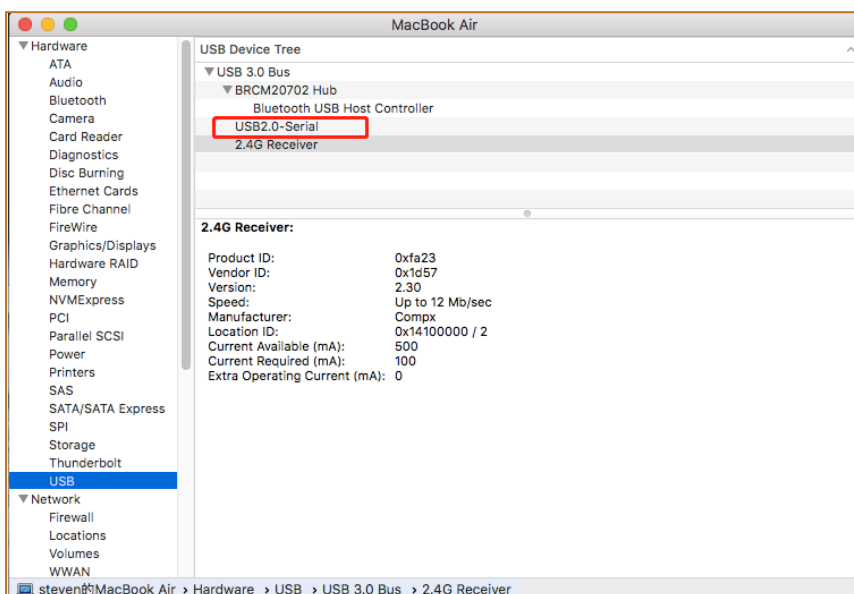 MacBook Air
Hardware
ATA
Audio
Bluetooth
Camera
Card Reader
Diagnostics
Disc Burning
Ethernet Cards
Fibre Channel
FireWire
Graphics/Displays
Hardware RAID
Memory
NVMExpress
PCI
Parallel SCSI
Power
Printers
SAS
SATA/SATA Express
SPI
Storage
Thunderbolt
USB
Network
Firewall
Locations
Volumes
WWAN
USB Device Tree
USB 3.0 Bus
BRCM20702 Hub
Bluetooth USB Host Controller
USB2.0-Serial
2.4G Receiver
2.4G Receiver:
Product ID: 0xfa23
Vendor ID: 0x1d57
Version: 2.30
Speed: Up to 12 Mb/sec
Manufacturer: Compx
Location ID: 0x14100000 / 2
Current Available (mA): 500
Current Required (mA): 100
Extra Operating Current (mA): 0
steven的MacBook Air › Hardware › USB › USB 3.0 Bus › 2.4G Receiver